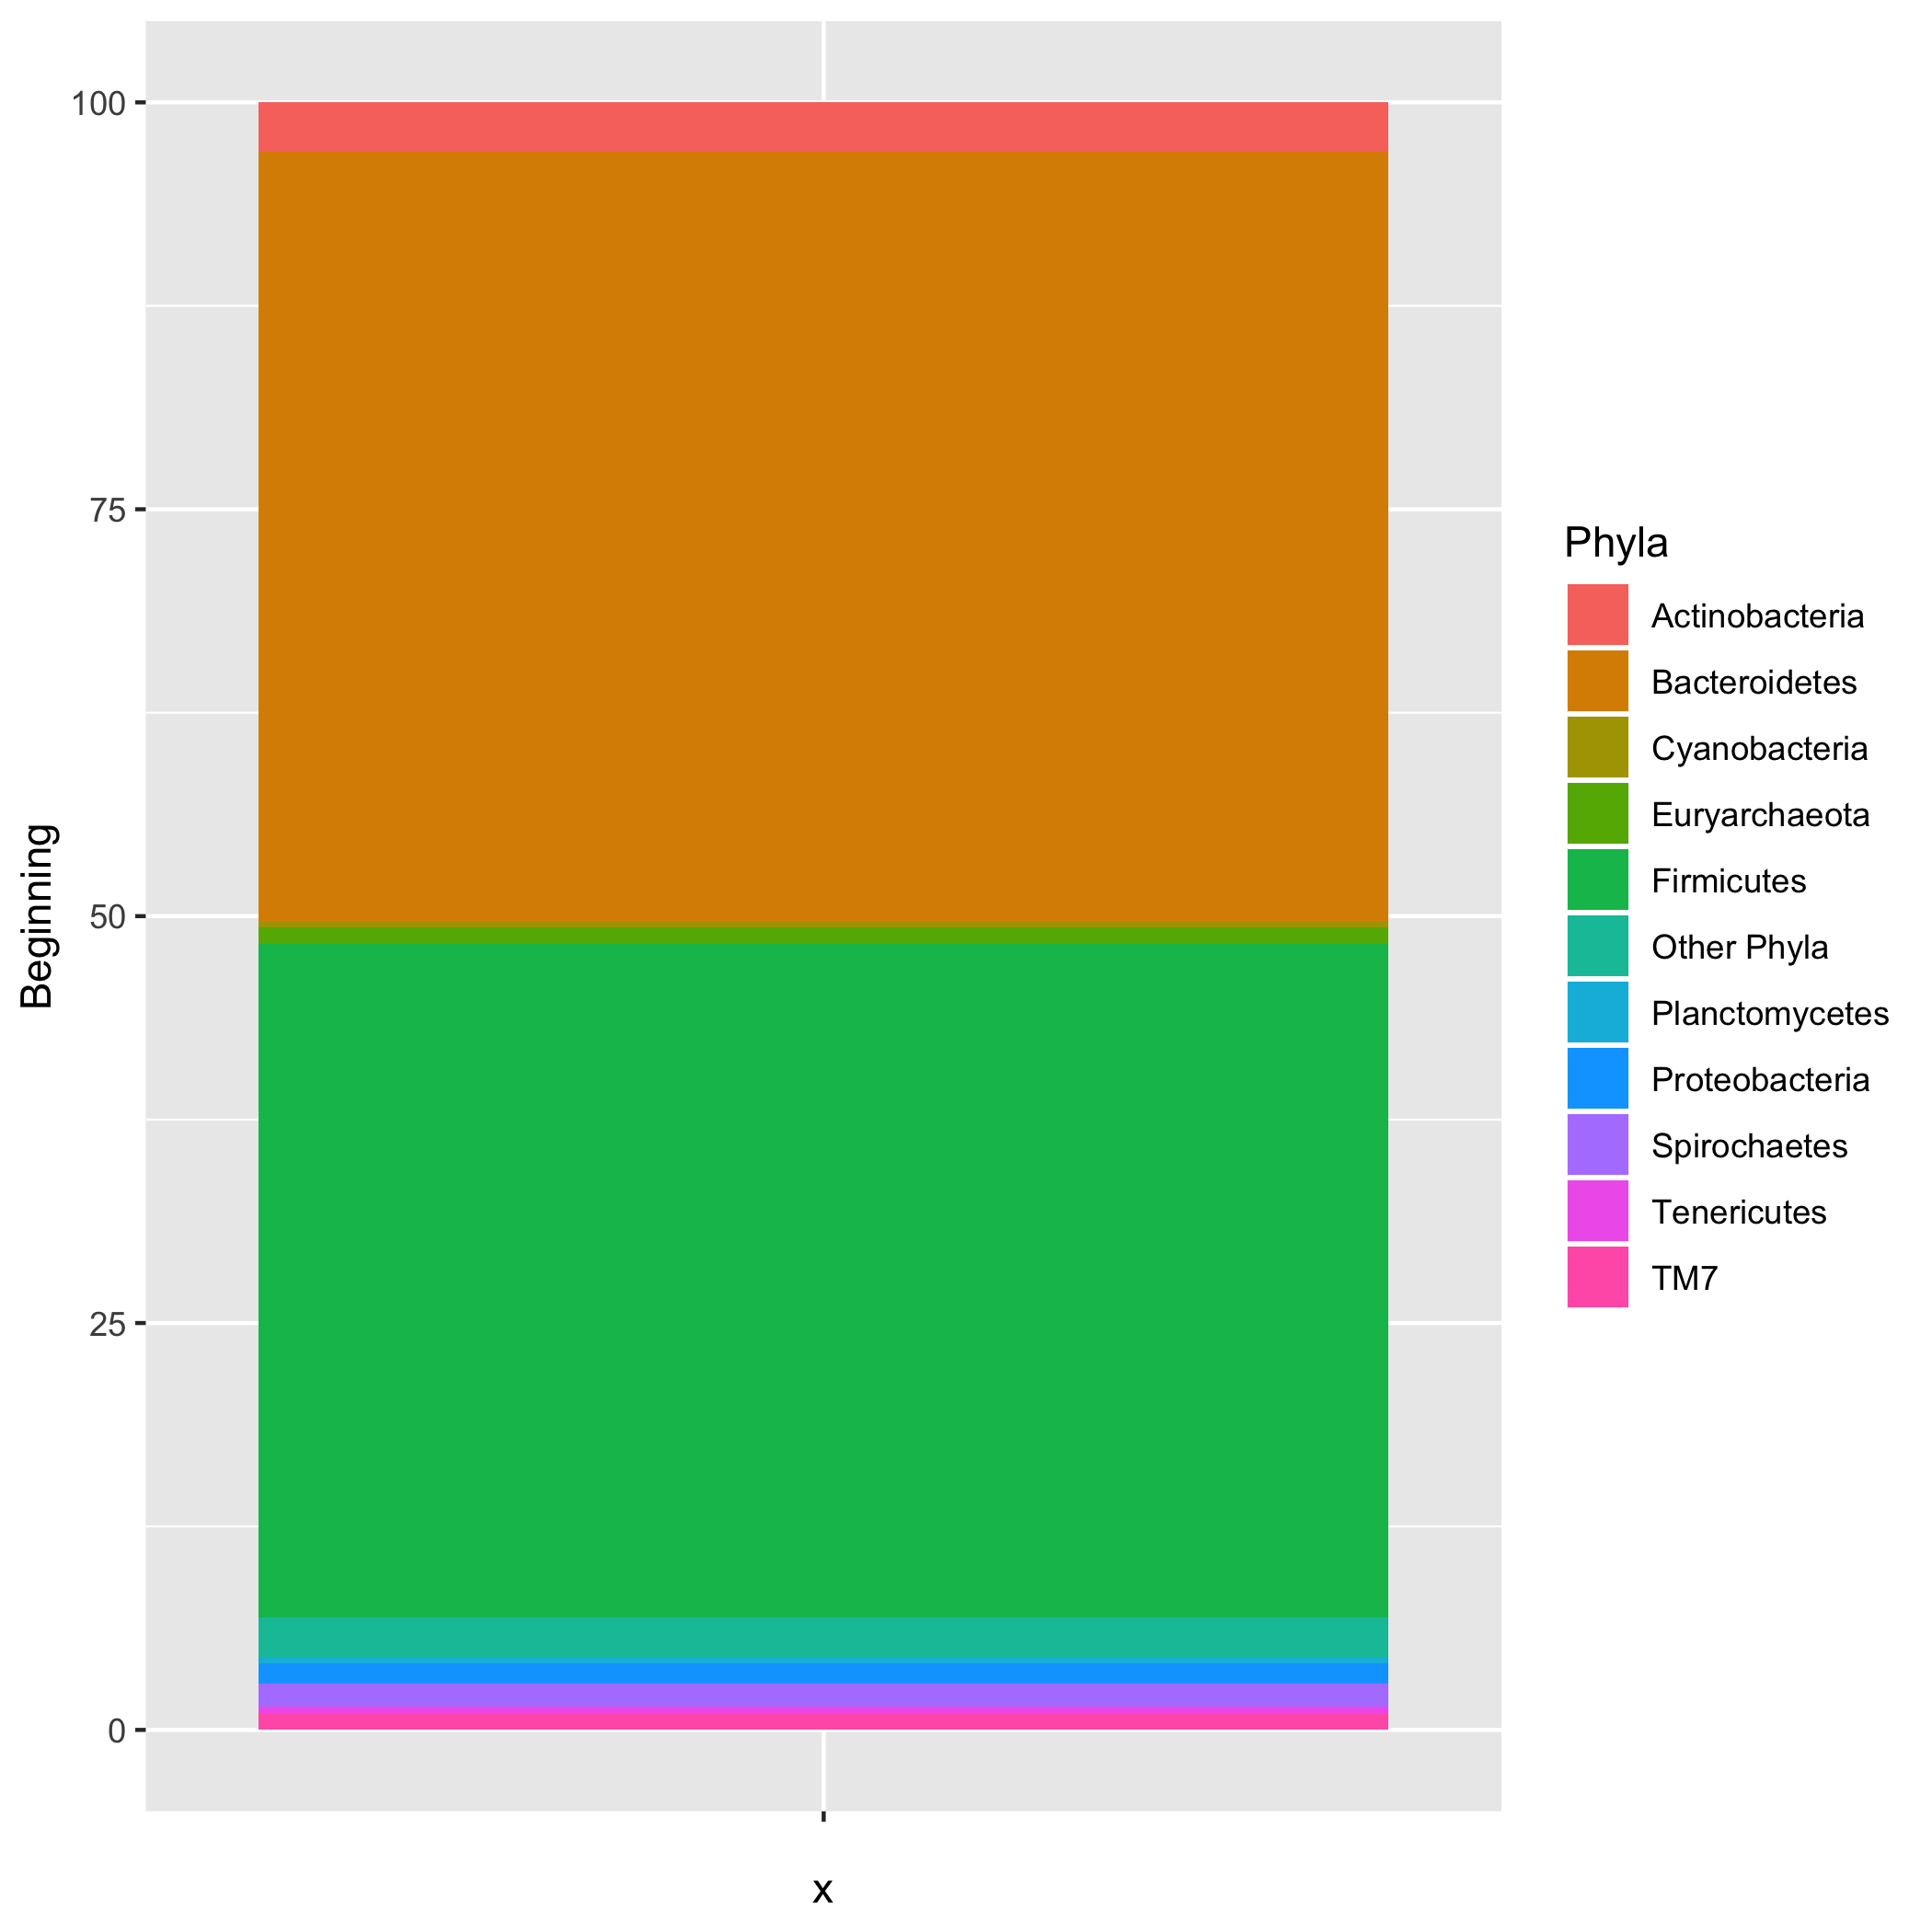 100
75
50
25
0
Beginning
x
Phyla
Actinobacteria
Bacteroidetes
Cyanobacteria
Euryarchaeota
Firmicutes
Other Phyla
Planctomycetes
Proteobacteria
Spirochaetes
Tenericutes
TM7